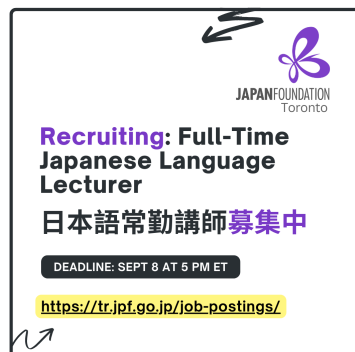 JAPANFOUNDATION
Toronto
Recruiting: Full-Time
Japanese Language
Lecturer
日本語常勤講師募集中
DEADLINE: SEPT 8 AT 5 PM ET
https://tr.jpf.go.jp/job-postings/